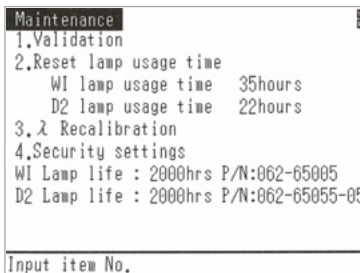 Maintenance
1.Validation
2.Reset lamp usage time
WI lamp usage time 35hours
D2 lamp usage time 22hours
3.λ Recalibration
4.Security settings
WI Lamp life : 2000hrs P/N:062-65005
D2 Lamp life : 2000hrs P/N:062-65055-05
Input item No.